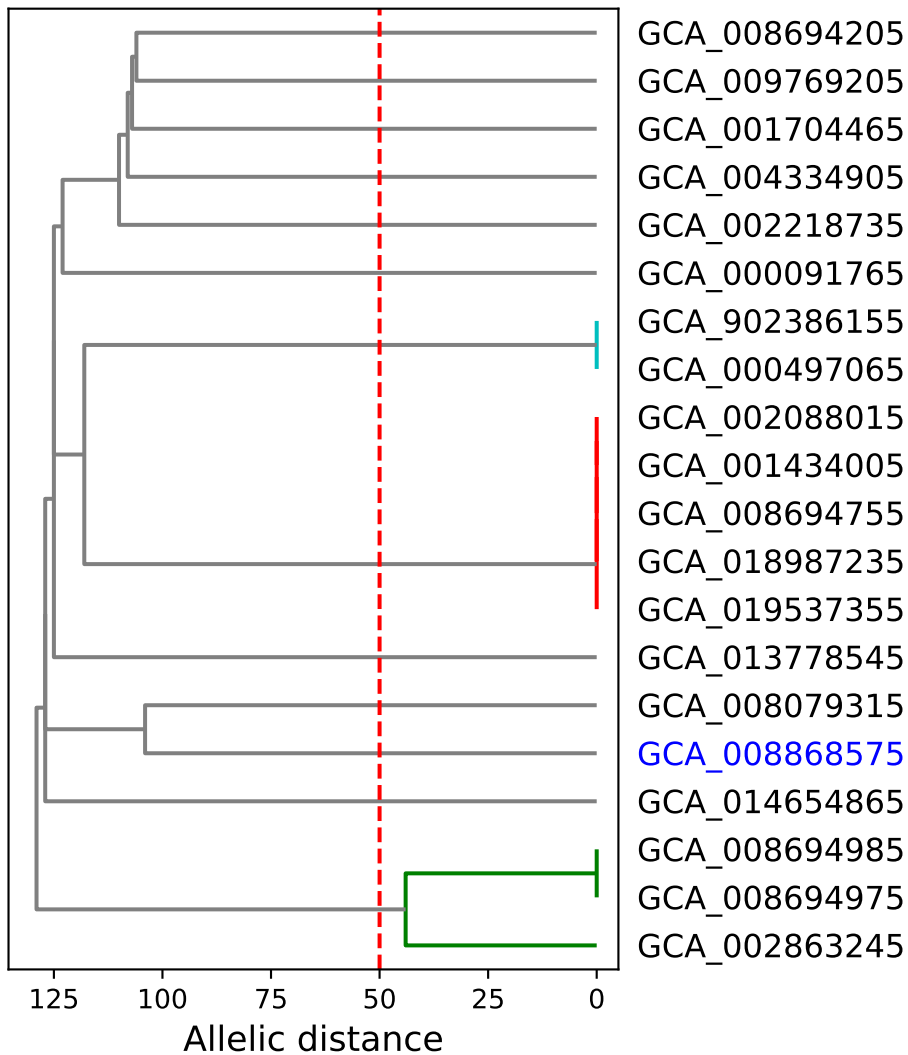 GCA_008694205
GCA_009769205
GCA_001704465
GCA_004334905
GCA_002218735
GCA_000091765
GCA_902386155
GCA_000497065
GCA_002088015
GCA_001434005
GCA_008694755
GCA_018987235
GCA_019537355
GCA_013778545
GCA_008079315
GCA_008868575
GCA_014654865
GCA_008694985
GCA_008694975
GCA_002863245
125 100 75 50 25 0
Allelic distance